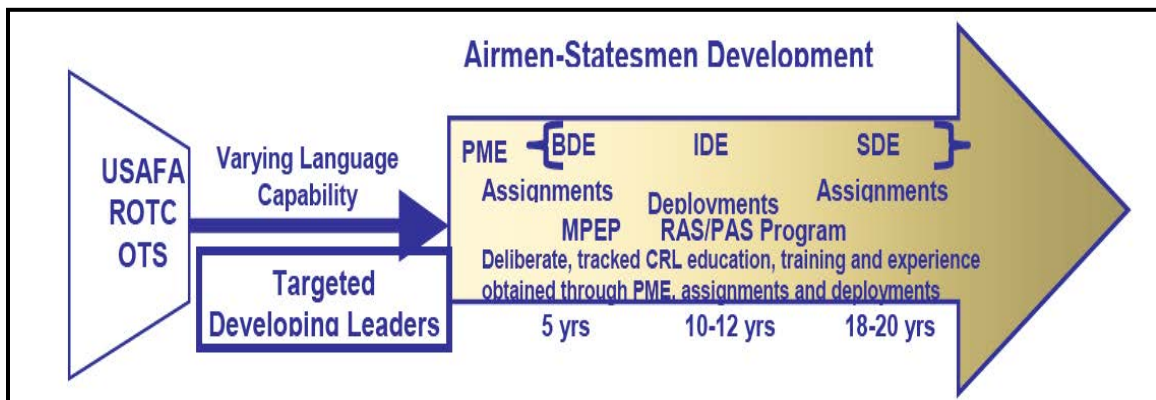 Airmen-Statesmen Development
USAFA
ROTC
OTS
Varying Language
Capability
Targeted
Developing Leaders
PME { BDE IDE SDE }
Assignments Deployments Assignments
MPEP RAS/PAS Program
Deliberate, tracked CRL education, training and experience
obtained through PME, assignments and deployments
5 yrs 10-12 yrs 18-20 yrs